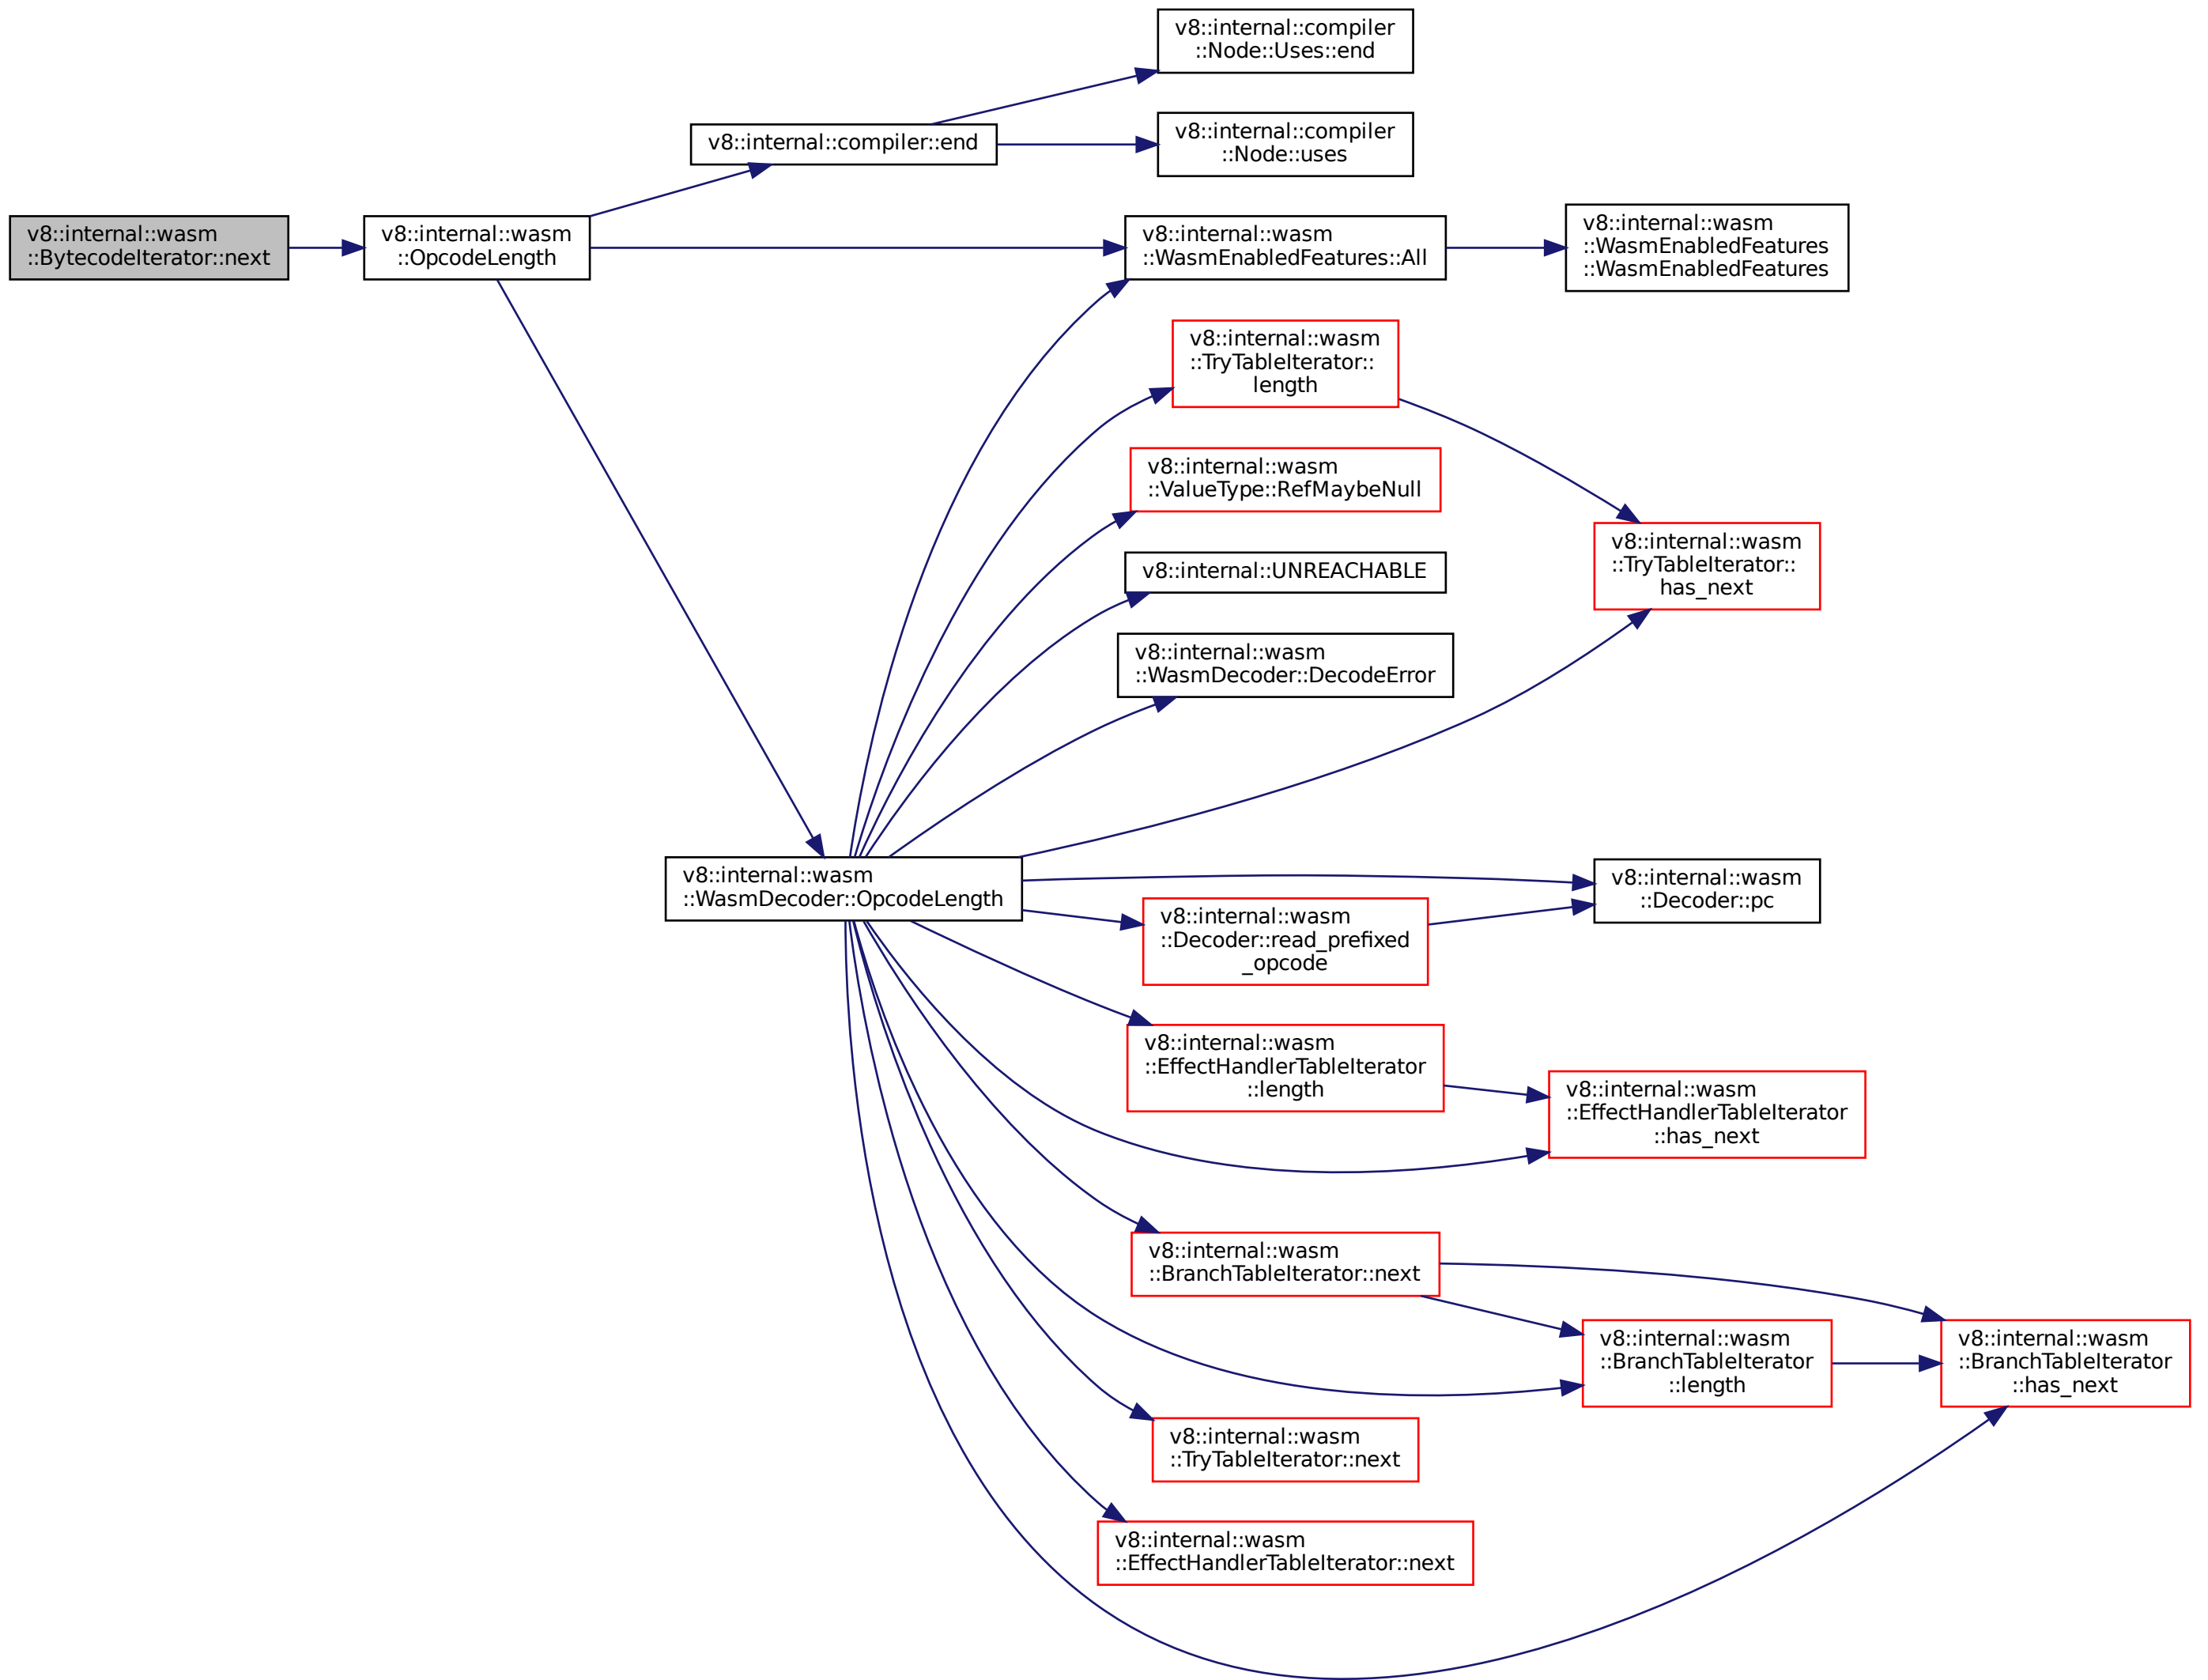 v8::internal::wasm
::BytecodeIterator::next
v8::internal::wasm
::OpcodeLength
v8::internal::compiler::end
v8::internal::compiler
::Node::Uses::end
v8::internal::compiler
::Node::uses
v8::internal::wasm
::WasmEnabledFeatures::All
v8::internal::wasm
::WasmEnabledFeatures
::WasmEnabledFeatures
v8::internal::wasm
::TryTableIterator::
length
v8::internal::wasm
::ValueType::RefMaybeNull
v8::internal::wasm
::TryTableIterator::
has_next
v8::internal::UNREACHABLE
v8::internal::wasm
::WasmDecoder::DecodeError
v8::internal::wasm
::WasmDecoder::OpcodeLength
v8::internal::wasm
::Decoder::pc
v8::internal::wasm
::Decoder::read_prefixed
_opcode
v8::internal::wasm
::EffectHandlerTableIterator
::length
v8::internal::wasm
::EffectHandlerTableIterator
::has_next
v8::internal::wasm
::BranchTableIterator::next
v8::internal::wasm
::BranchTableIterator
::length
v8::internal::wasm
::BranchTableIterator
::has_next
v8::internal::wasm
::TryTableIterator::next
v8::internal::wasm
::EffectHandlerTableIterator::next